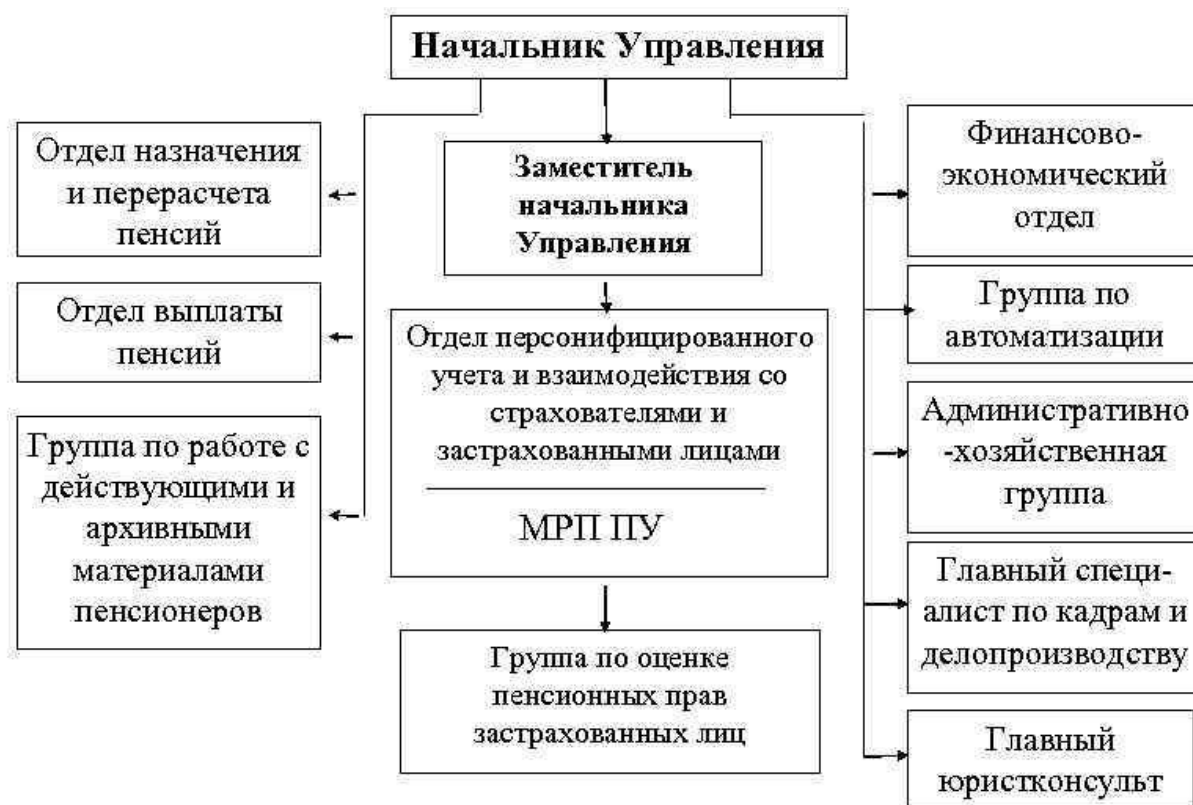 Начальник Управления
Отдел назначения
и перерасчета
пенсий
Отдел выплаты
пенсий
Группа по работе с
действующими и
архивными
материалами
пенсионеров
Заместитель
начальника
Управления
Отдел персонифицированного
учета и взаимодействия со
страхователями и
застрахованными лицами
МРП ПУ
Группа по оценке
пенсионных прав
застрахованных лиц
Финансово-
экономический
отдел
Группа по
автоматизации
Административно
-хозяйственная
группа
Главный специ-
алист по кадрам и
делопроизводству
Главный
юристконсульт